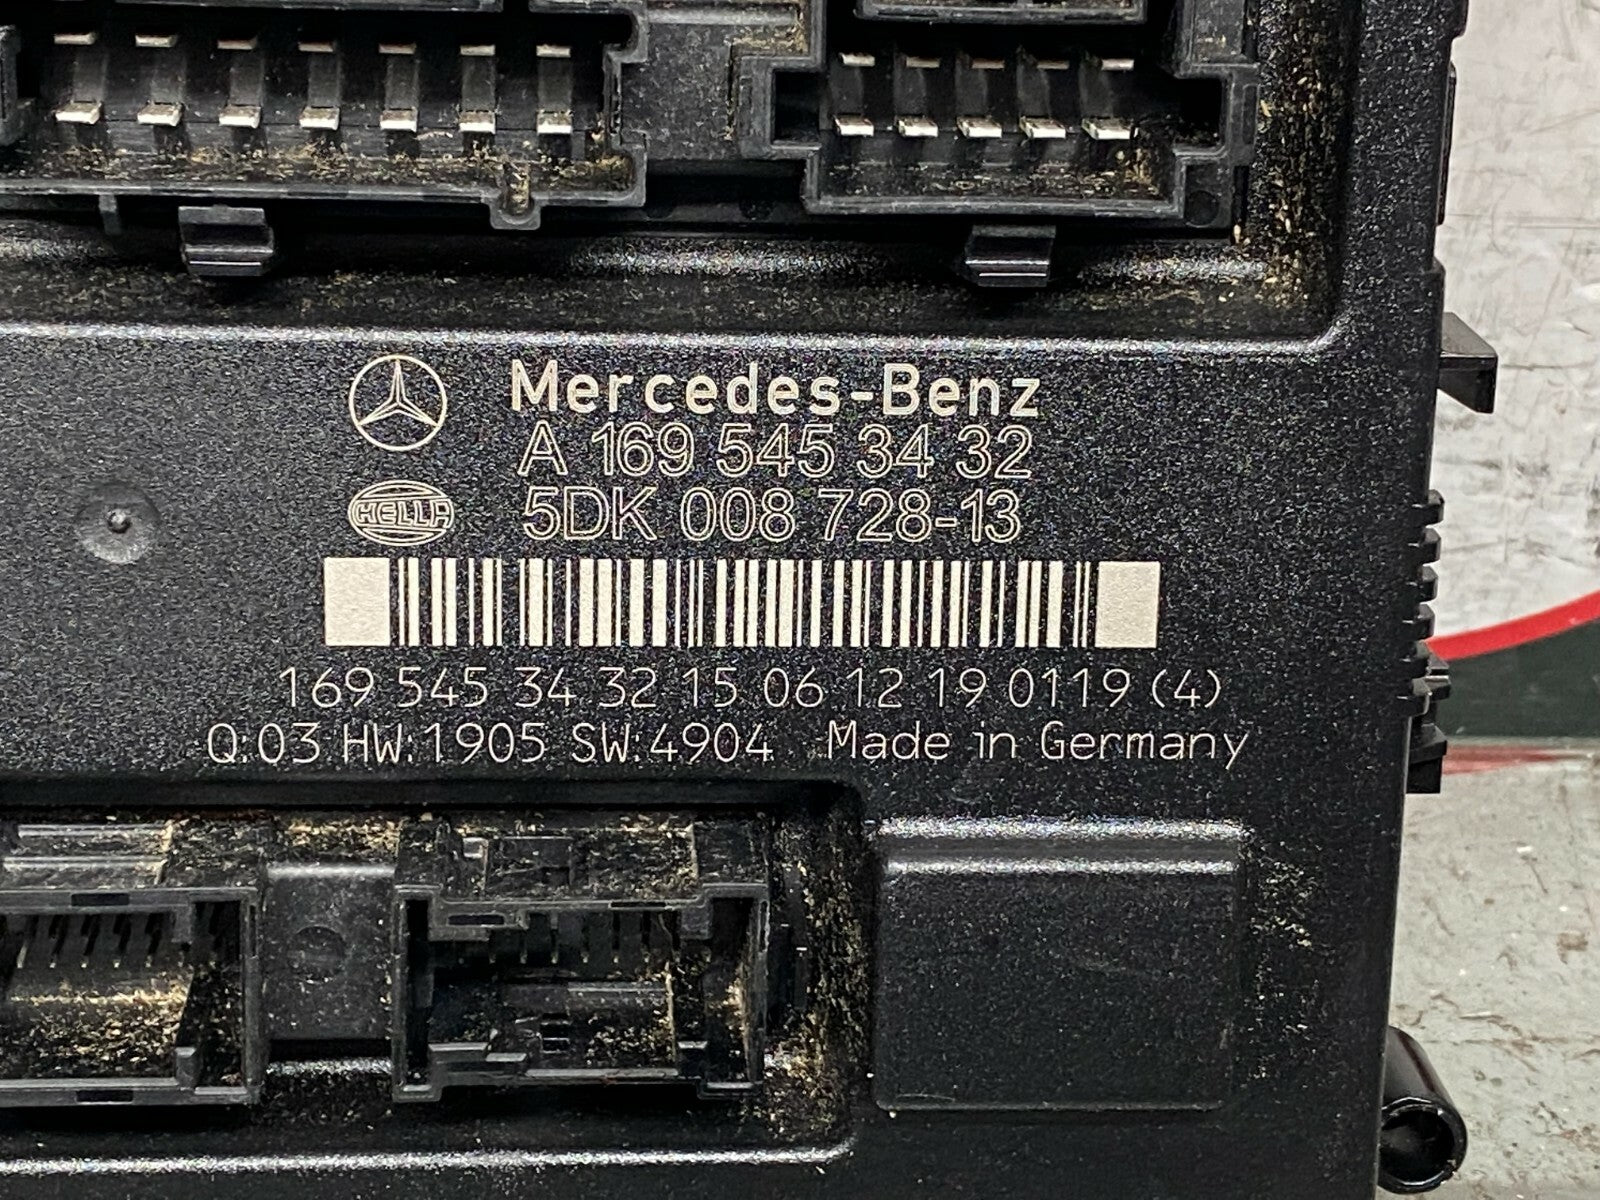 Mercedes-Benz
A 169 545 34 32
HELLA 5DK 008 728-13
169 545 34 32 15 06 12 19 0119 (4)
Q:03 HW:1905 SW:4904 Made in Germany